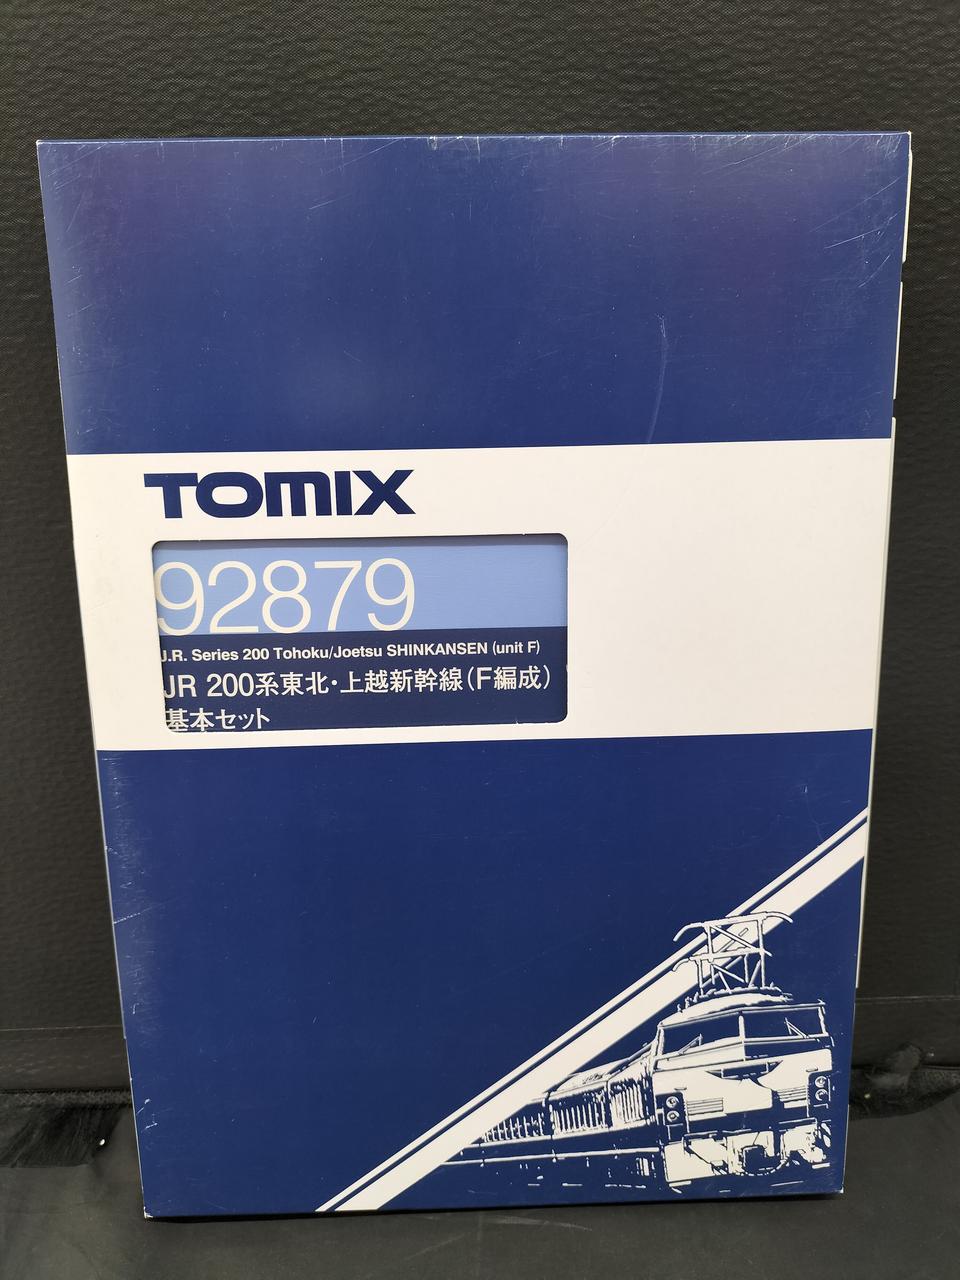 TOMIX
92879
J.R. Series 200 Tohoku/Joetsu SHINKANSEN (unit F)
JR 200系東北・上越新幹線(F編成)
基本セット